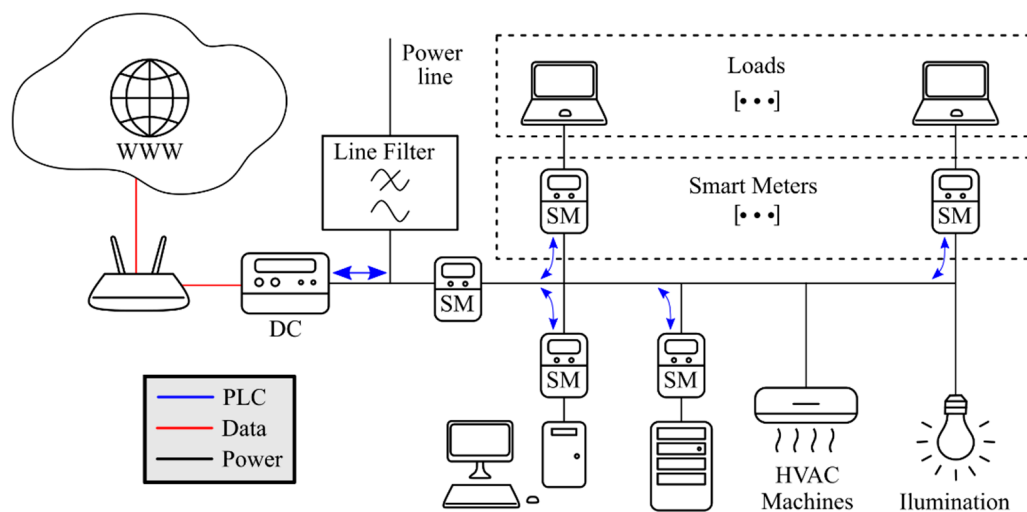 Power
line
Loads
[•••]
WWW
Line Filter
Smart Meters
[•••]
SM
SM
DC
SM
SM
SM
PLC
Data
Power
HVAC
Machines
Ilumination